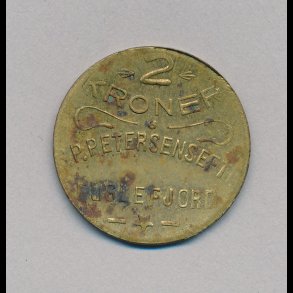 2
KRONER
P. PETERSENS EFT
FUGLEFJORD